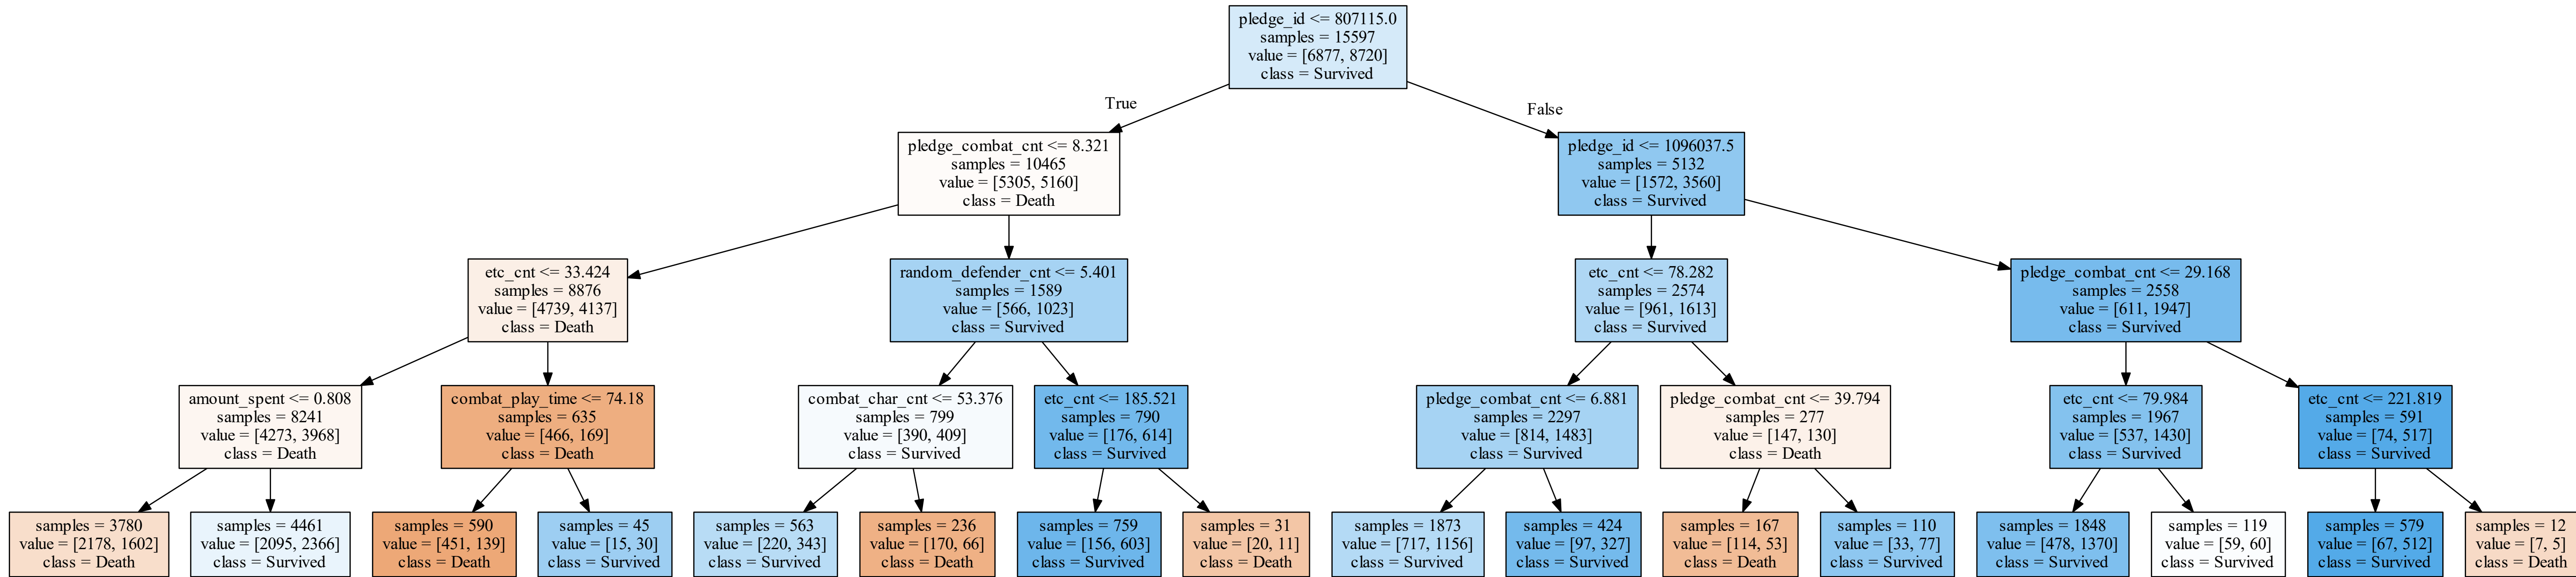 pledge_id <= 807115.0
samples = 15597
value = [6877, 8720]
class = Survived
True
False
pledge_combat_cnt <= 8.321
samples = 10465
value = [5305, 5160]
class = Death
pledge_id <= 1096037.5
samples = 5132
value = [1572, 3560]
class = Survived
etc_cnt <= 33.424
samples = 8876
value = [4739, 4137]
class = Death
random_defender_cnt <= 5.401
samples = 1589
value = [566, 1023]
class = Survived
etc_cnt <= 78.282
samples = 2574
value = [961, 1613]
class = Survived
pledge_combat_cnt <= 29.168
samples = 2558
value = [611, 1947]
class = Survived
amount_spent <= 0.808
samples = 8241
value = [4273, 3968]
class = Death
combat_play_time <= 74.18
samples = 635
value = [466, 169]
class = Death
combat_char_cnt <= 53.376
samples = 799
value = [390, 409]
class = Survived
etc_cnt <= 185.521
samples = 790
value = [176, 614]
class = Survived
pledge_combat_cnt <= 6.881
samples = 2297
value = [814, 1483]
class = Survived
pledge_combat_cnt <= 39.794
samples = 277
value = [147, 130]
class = Death
etc_cnt <= 79.984
samples = 1967
value = [537, 1430]
class = Survived
etc_cnt <= 221.819
samples = 591
value = [74, 517]
class = Survived
samples = 3780
value = [2178, 1602]
class = Death
samples = 4461
value = [2095, 2366]
class = Survived
samples = 590
value = [451, 139]
class = Death
samples = 45
value = [15, 30]
class = Survived
samples = 563
value = [220, 343]
class = Survived
samples = 236
value = [170, 66]
class = Death
samples = 759
value = [156, 603]
class = Survived
samples = 31
value = [20, 11]
class = Death
samples = 1873
value = [717, 1156]
class = Survived
samples = 424
value = [97, 327]
class = Survived
samples = 167
value = [114, 53]
class = Death
samples = 110
value = [33, 77]
class = Survived
samples = 1848
value = [478, 1370]
class = Survived
samples = 119
value = [59, 60]
class = Survived
samples = 579
value = [67, 512]
class = Survived
samples = 12
value = [7, 5]
class = Death